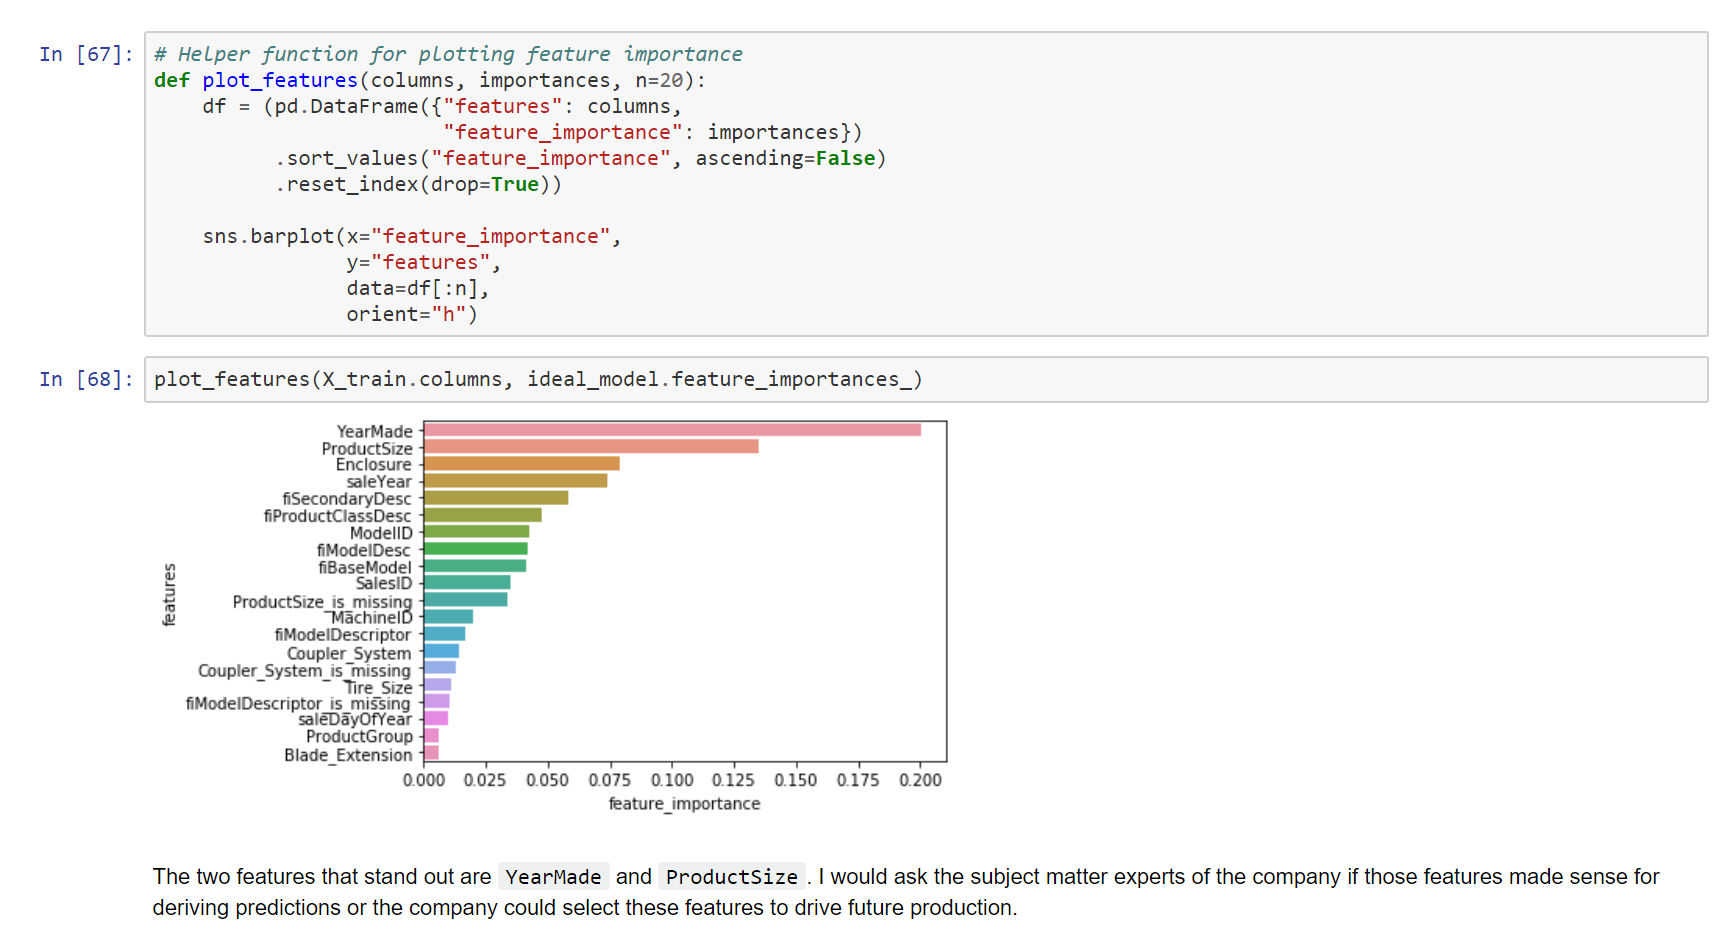 In [67]: # Helper function for plotting feature importance
def plot_features(columns, importances, n=20):
    df = (pd.DataFrame({"features": columns,
                        "feature_importance": importances})
          .sort_values("feature_importance", ascending=False)
          .reset_index(drop=True))
    sns.barplot(x="feature_importance",
                y="features",
                data=df[:n],
                orient="h")
In [68]: plot_features(X_train.columns, ideal_model.feature_importances_)
YearMade
ProductSize
Enclosure
saleYear
fiSecondaryDesc
fiProductClassDesc
ModelID
fiModelDesc
fiBaseModel
SalesID
ProductSize_is_missing
MachineID
fiModelDescriptor
Coupler_System
Coupler_System_is_missing
Tire_Size
fiModelDescriptor_is_missing
saleDayOfYear
ProductGroup
Blade_Extension
features
0.000 0.025 0.050 0.075 0.100 0.125 0.150 0.175 0.200
feature_importance
The two features that stand out are YearMade and ProductSize. I would ask the subject matter experts of the company if those features made sense for
deriving predictions or the company could select these features to drive future production.